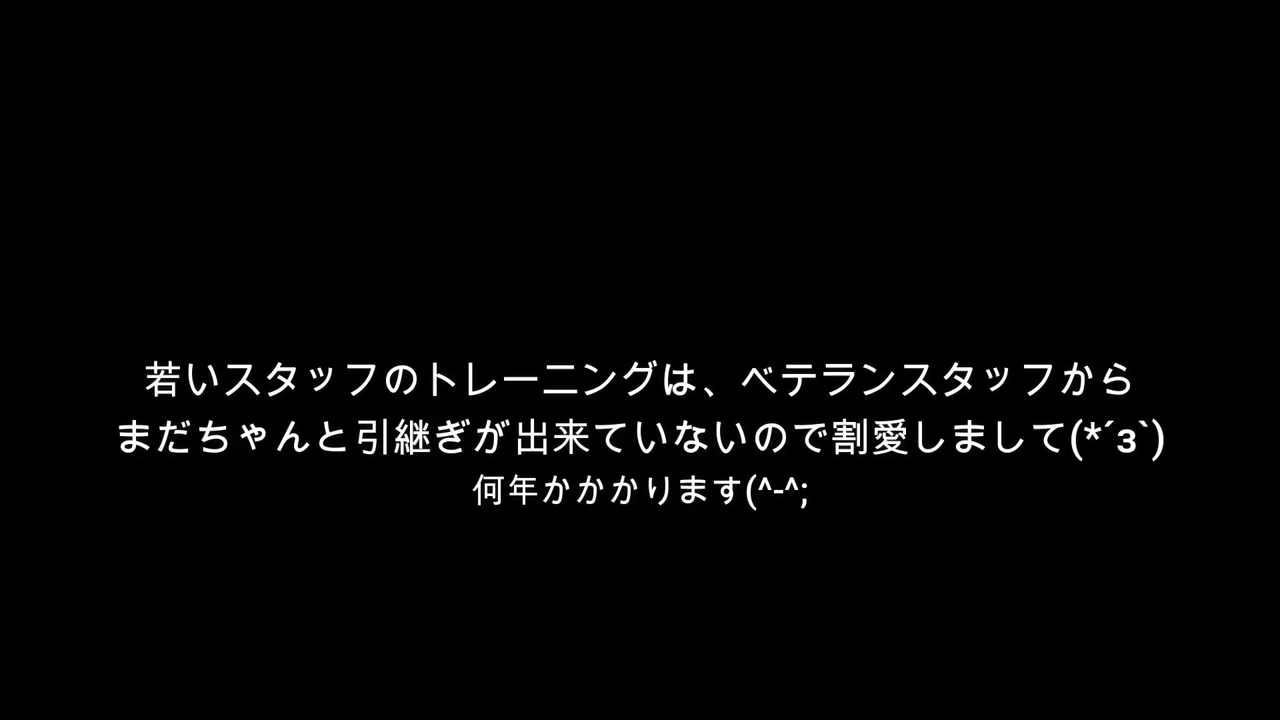 若いスタッフのトレーニングは、ベテランスタッフから
まだちゃんと引継ぎが出来ていないので割愛しまして(*´з`)
何年かかかります(^-^;